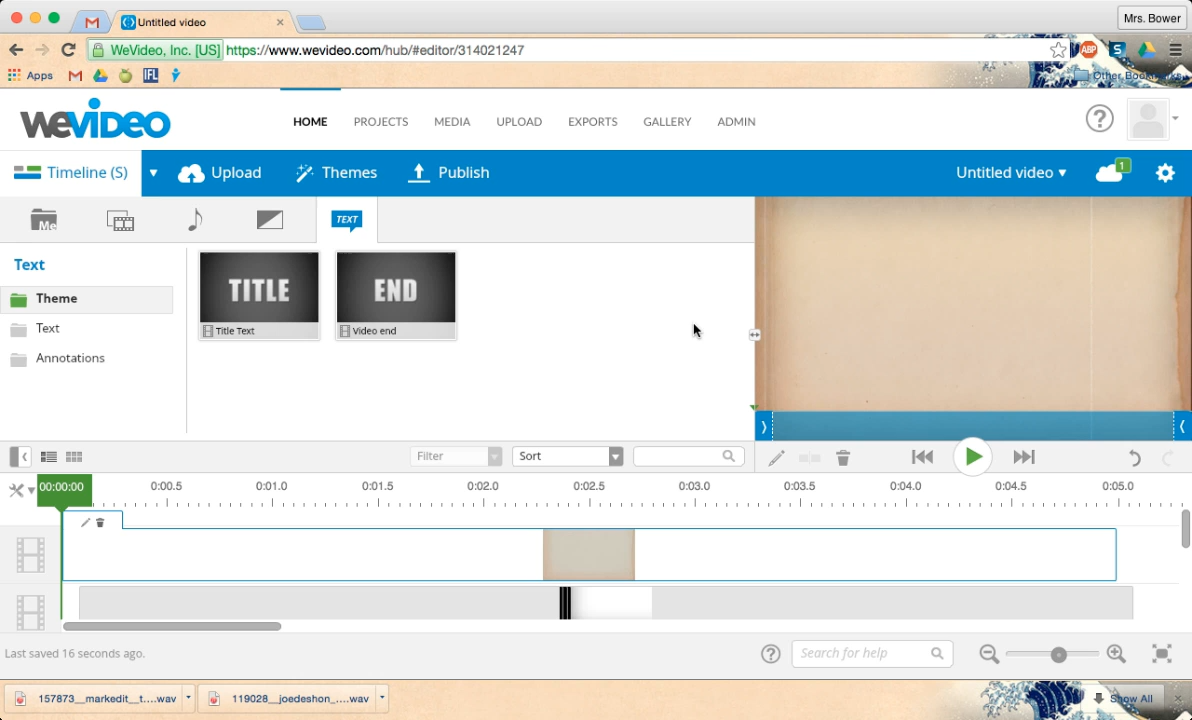 Untitled video
Mrs. Bower
WeVideo, Inc. [US] https://www.wevideo.com/hub/#editor/314021247
ABP
S
Apps
IFL
Other Bookmarks
wevideo
HOME PROJECTS MEDIA UPLOAD EXPORTS GALLERY ADMIN
?
Timeline (S) Upload Themes Publish Untitled video 1
Me
TEXT
Text
Theme
Text
Annotations
TITLE
Title Text
END
Video end
Filter Sort
00:00:00 0:00.5 0:01.0 0:01.5 0:02.0 0:02.5 0:03.0 0:03.5 0:04.0 0:04.5 0:05.0
Last saved 16 seconds ago.
? Search for help
157873__markedit__t....wav
119028__joedeshon_....wav
Show All